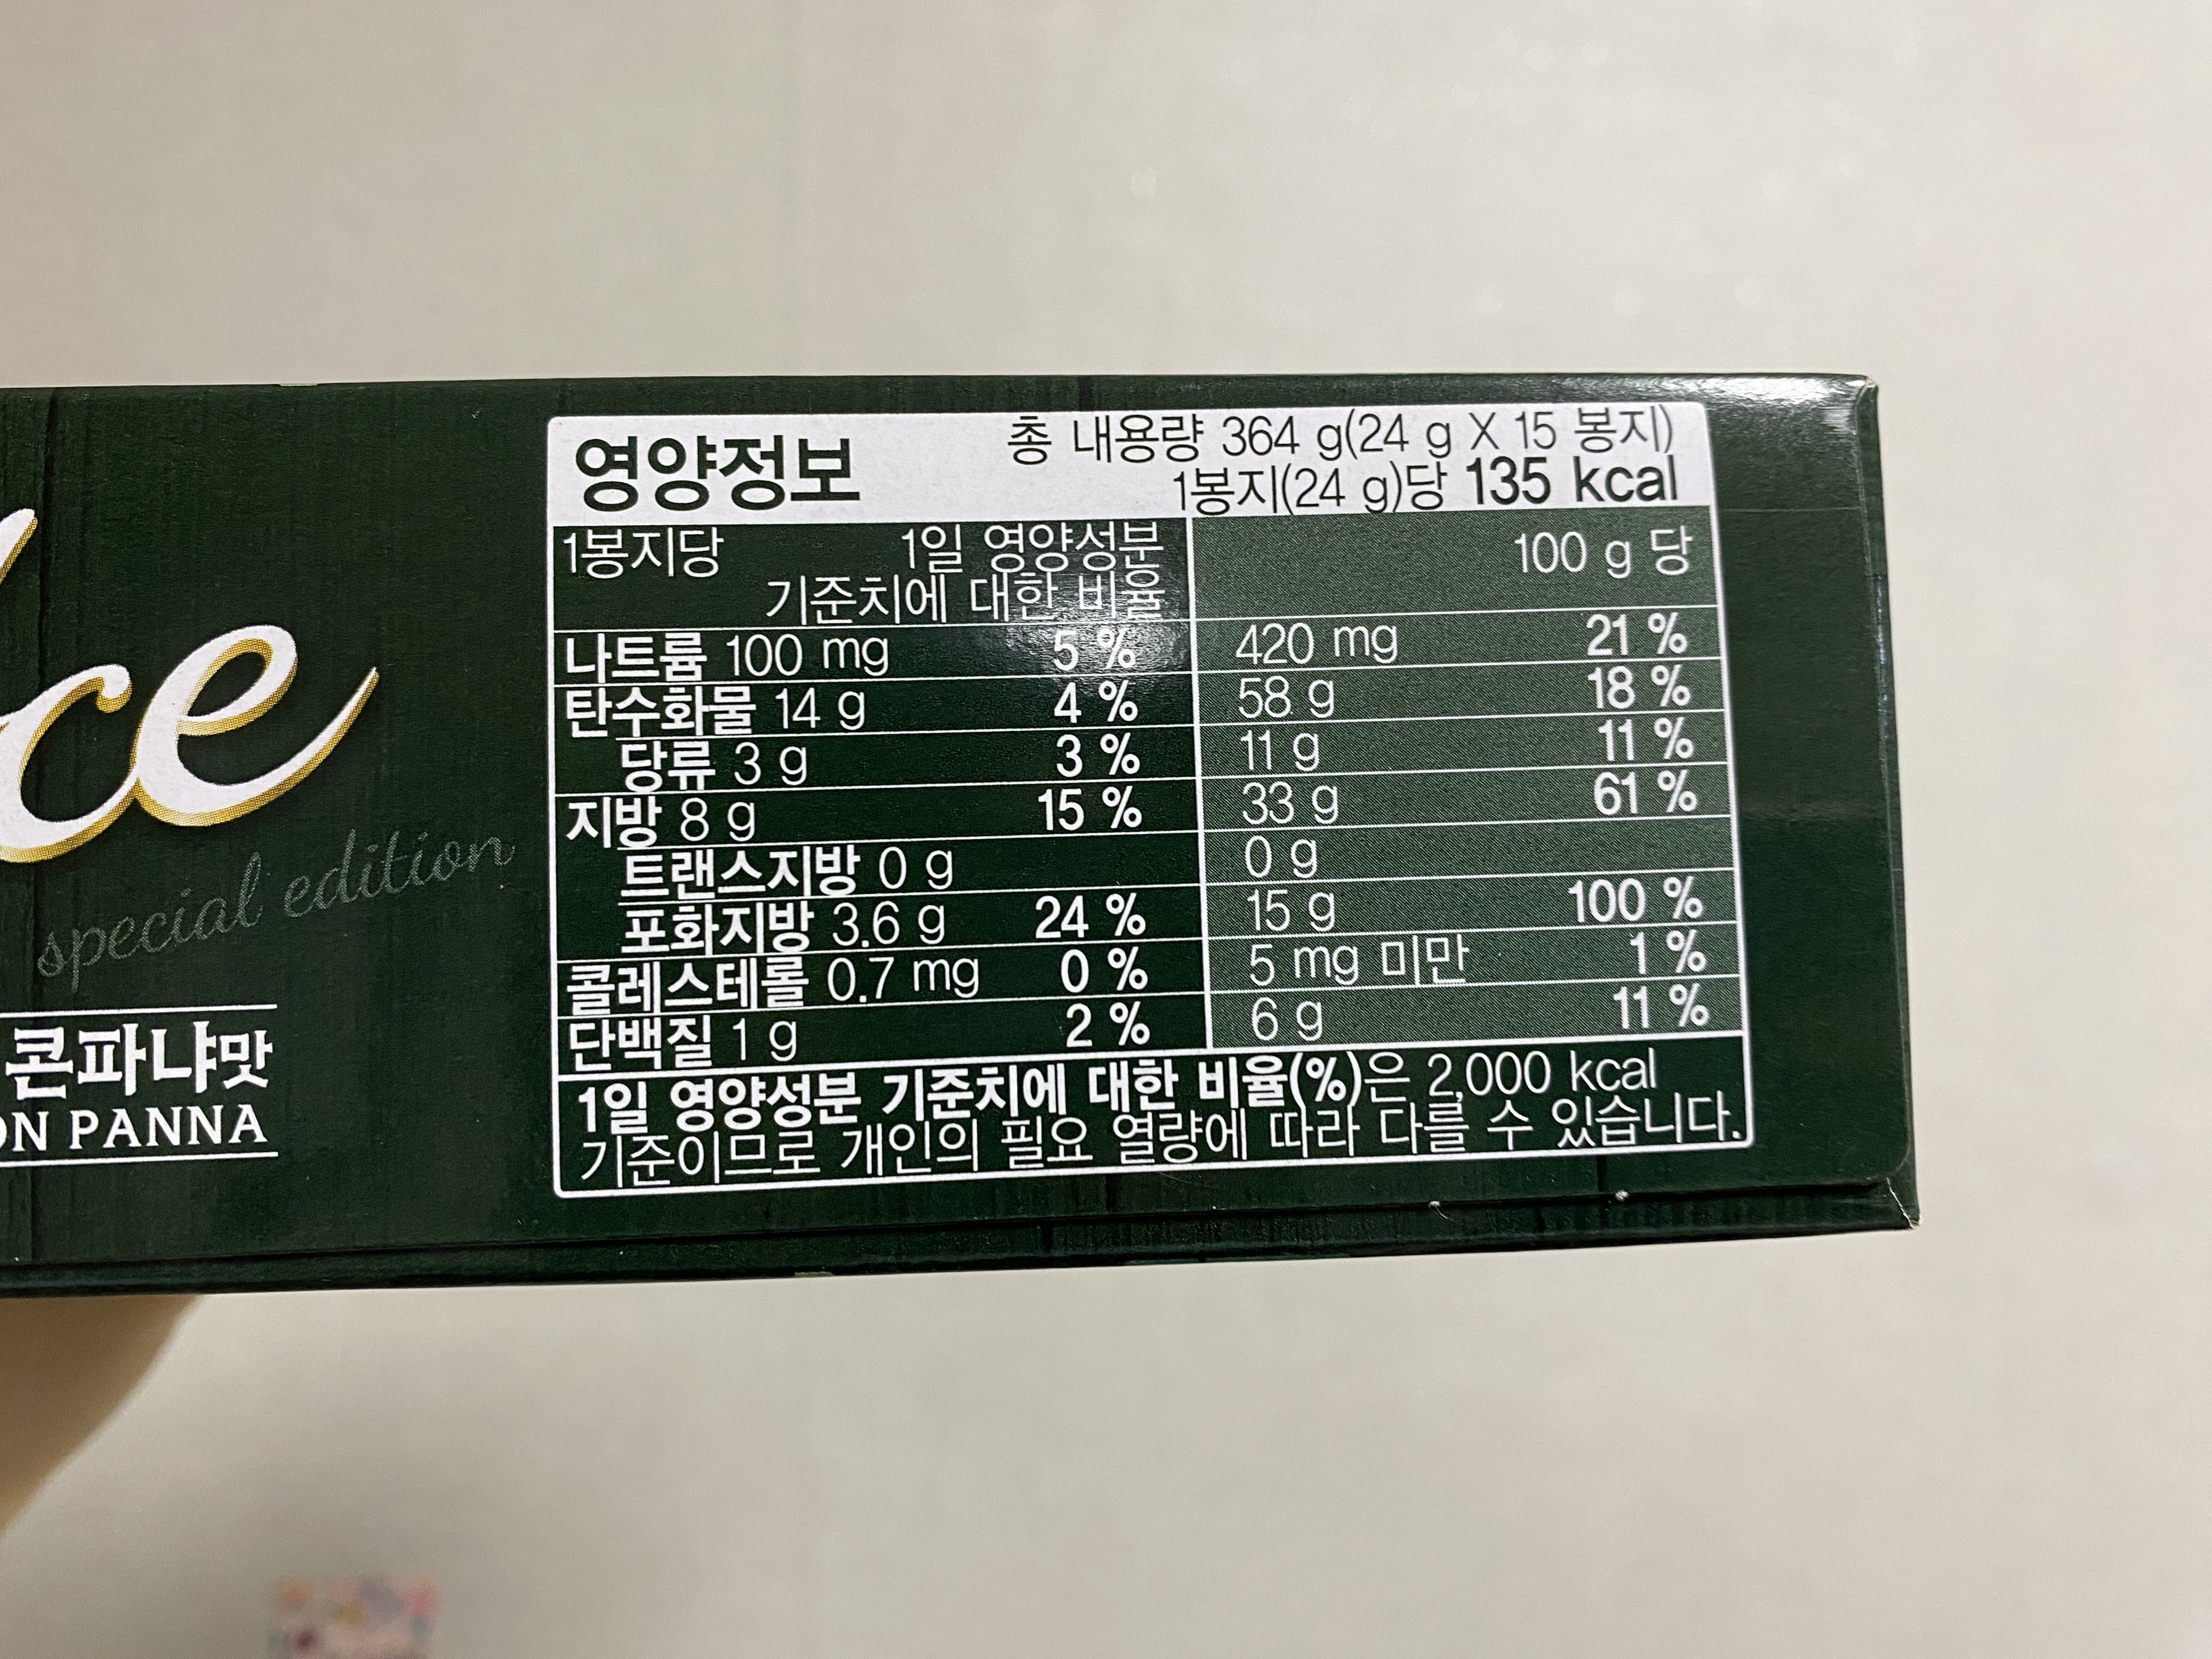 ce
special edition
콘파냐맛
ON PANNA
영양정보
총 내용량 364 g(24 g X 15 봉지)
1봉지(24 g)당 135 kcal
1봉지당 1일 영양성분 기준치에 대한 비율
100 g 당
나트륨 100 mg 5 % 420 mg 21 %
탄수화물 14 g 4 % 58 g 18 %
당류 3 g 3 % 11 g 11 %
지방 8 g 15 % 33 g 61 %
트랜스지방 0 g 0 g
포화지방 3.6 g 24 % 15 g 100 %
콜레스테롤 0.7 mg 0 % 5 mg 미만 1 %
단백질 1 g 2 % 6 g 11 %
1일 영양성분 기준치에 대한 비율(%)은 2,000 kcal
기준이므로 개인의 필요 열량에 따라 다를 수 있습니다.